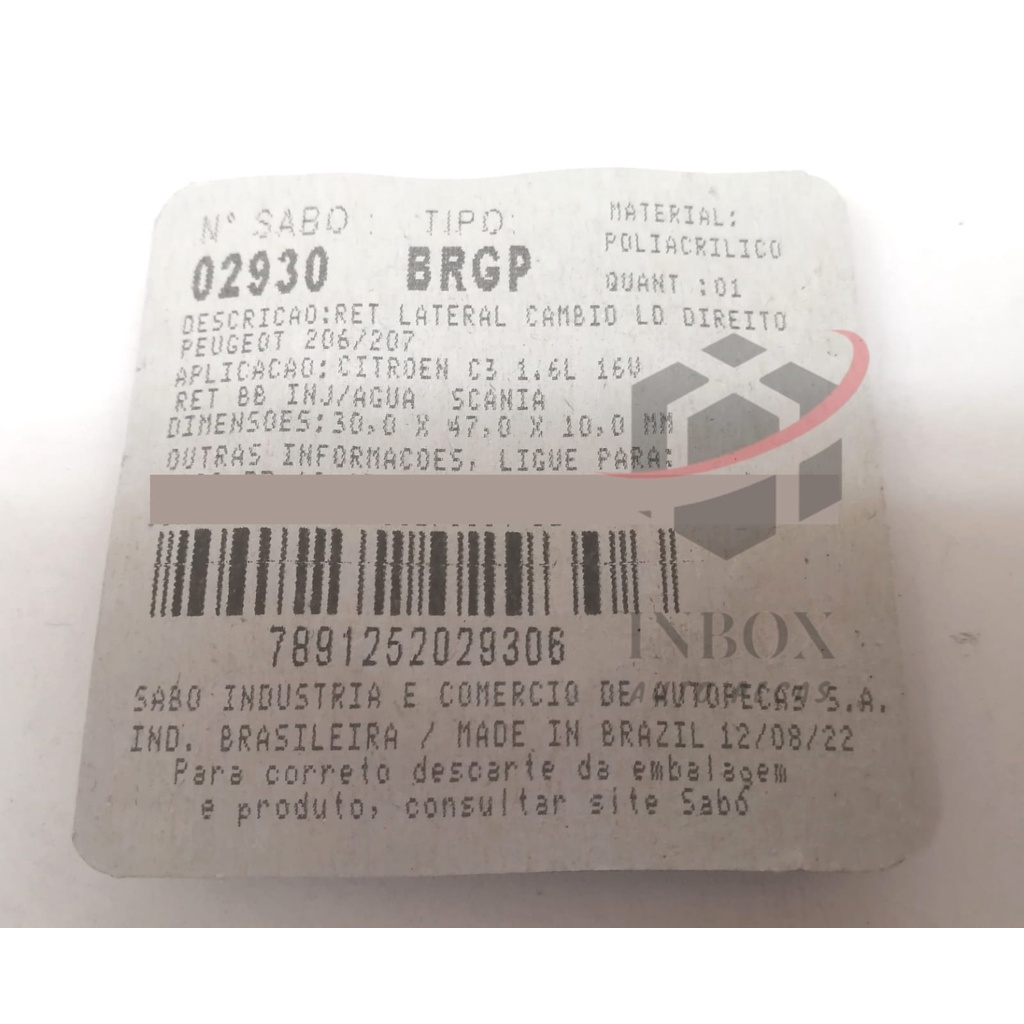 Nº SABO : TIPO:
02930 BRGP
MATERIAL:
POLIACRILICO
QUANT :01
DESCRICAO:RET LATERAL CAMBIO LD DIREITO
PEUGEOT 206/207
APLICACAO: CITROEN C3 1.6L 16V
RET BB INJ/AGUA SCANIA
DIMENSOES:30,0 X 47,0 X 10,0 MM
OUTRAS INFORMACOES, LIGUE PARA:
7891252029306
INBOX
SABO INDUSTRIA E COMERCIO DE AUTOPECAS S.A.
IND. BRASILEIRA / MADE IN BRAZIL 12/08/22
Para correto descarte da embalagem
e produto, consultar site Sabó